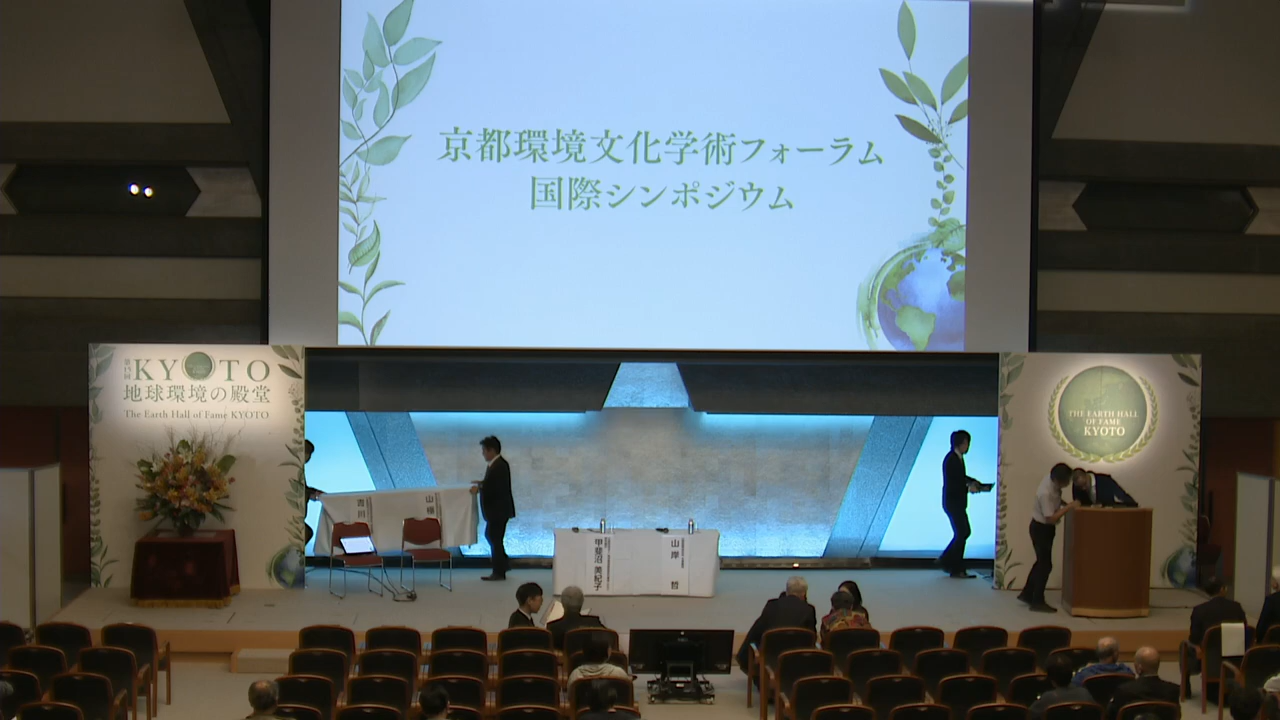 京都環境文化学術フォーラム
国際シンポジウム
KYOTO
地球環境の殿堂
The Earth Hall of Fame KYOTO
THE EARTH HALL
OF FAME
KYOTO
甲斐沼 美紀子
山岸 哲